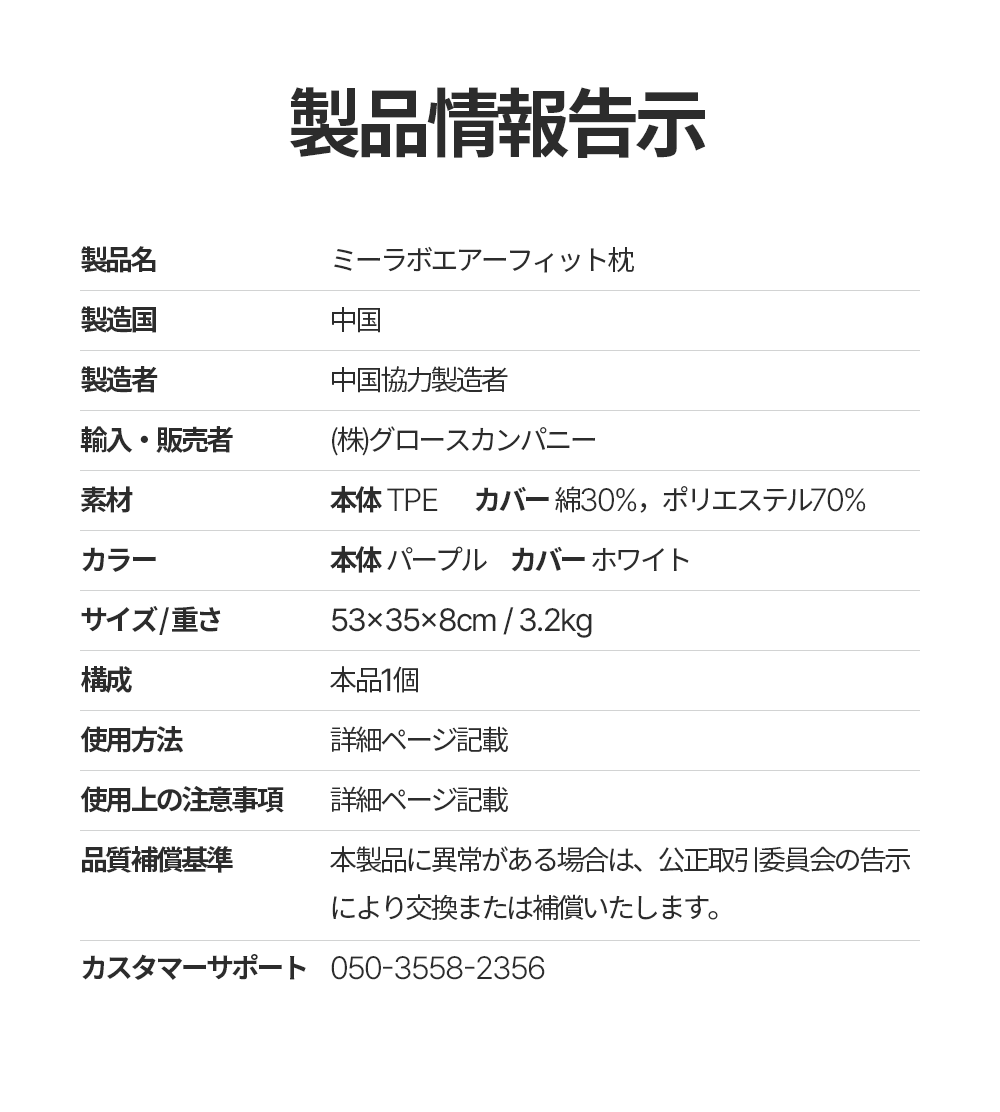 製品情報告示
製品名 ミーラボエアーフィット枕
製造国 中国
製造者 中国協力製造者
輸入・販売者 (株)グロースカンパニー
素材 本体 TPE カバー 綿30%，ポリエステル70%
カラー 本体 パープル カバー ホワイト
サイズ/重さ 53×35×8cm / 3.2kg
構成 本品1個
使用方法 詳細ページ記載
使用上の注意事項 詳細ページ記載
品質補償基準 本製品に異常がある場合は、公正取引委員会の告示
により交換または補償いたします。
カスタマーサポート 050-3558-2356